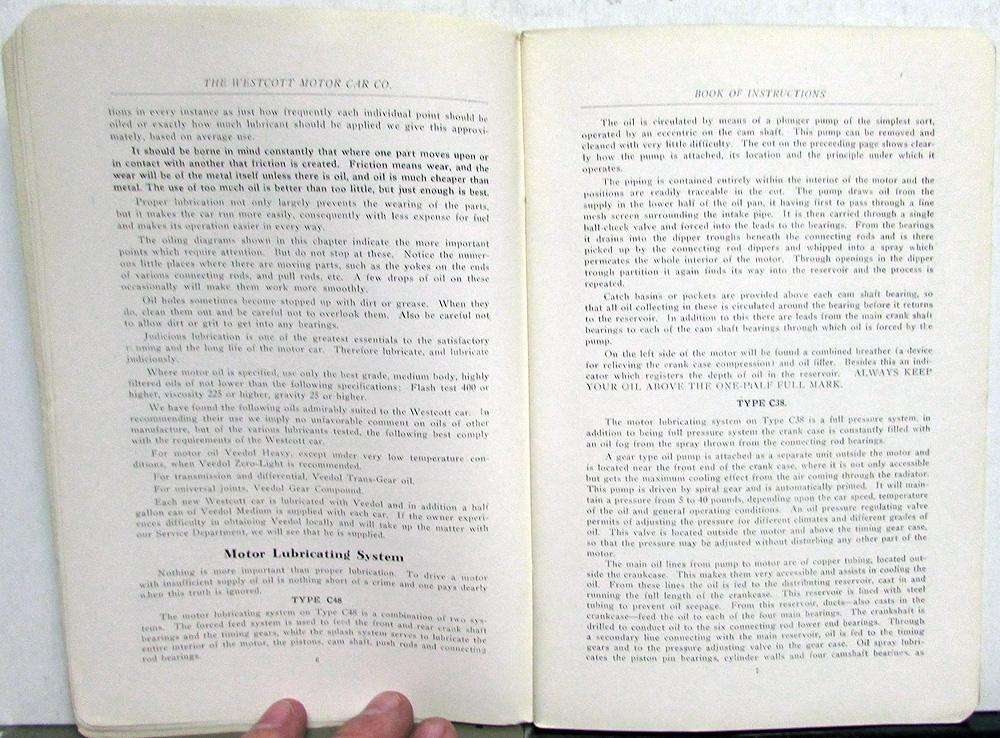 THE WESTCOTT MOTOR CAR CO.
tions in every instance as just how frequently each individual point should be
oiled or exactly how much lubricant should be applied we give this approxi-
mately, based on average use.
It should be borne in mind constantly that where one part moves upon or
in contact with another that friction is created. Friction means wear, and the
wear will be of the metal itself unless there is oil, and oil is much cheaper than
metal. The use of too much oil is better than too little, but just enough is best.
Proper lubrication not only largely prevents the wearing of the parts,
but it makes the car run more easily, consequently with less expense for fuel
and makes its operation easier in every way.
The oiling diagrams shown in this chapter indicate the more important
points which require attention. But do not stop at these. Notice the numer-
ous little places where there are moving parts, such as the yokes on the ends
of various connecting rods, and pull rods, etc. A few drops of oil on these
occasionally will make them work more smoothly.
Oil holes sometimes become stopped up with dirt or grease. When they
do, clean them out and be careful not to overlook them. Also be careful not
to allow dirt or grit to get into any bearings.
Judicious lubrication is one of the greatest essentials to the satisfactory
running and the long life of the motor car. Therefore lubricate, and lubricate
judiciously.
Where motor oil is specified, use only the best grade, medium body, highly
filtered oils of not lower than the following specifications: Flash test 400 or
higher, viscosity 225 or higher, gravity 25 or higher.
We have found the following oils admirably suited to the Westcott car. In
recommending their use we imply no unfavorable comment on oils of other
manufacture, but of the various lubricants tested, the following best comply
with the requirements of the Westcott car.
For motor oil Veedol Heavy, except under very low temperature con-
ditions, when Veedol Zero-Light is recommended.
For transmission and differential, Veedol Trans-Gear oil.
For universal joints, Veedol Gear Compound.
Each new Westcott car is lubricated with Veedol and in addition a half
gallon can of Veedol Medium is supplied with each car. If the owner experi-
ences difficulty in obtaining Veedol locally and will take up the matter with
our Service Department, we will see that he is supplied.
Motor Lubricating System
Nothing is more important than proper lubrication. To drive a motor
with insufficient supply of oil is nothing short of a crime and one pays dearly
when this truth is ignored.
TYPE C48
The motor lubricating system on Type C48 is a combination of two sys-
tems. The forced feed system is used to feed the front and rear crank shaft
bearings and the timing gears, while the splash system serves to lubricate the
entire interior of the motor, the pistons, cam shaft, push rods and connecting
rod bearings.
6
BOOK OF INSTRUCTIONS
The oil is circulated by means of a plunger pump of the simplest sort,
operated by an eccentric on the cam shaft. This pump can be removed and
cleaned with very little difficulty. The cut on the preceeding page shows clear-
ly how the pump is attached, its location and the principle under which it
operates.
The piping is contained entirely within the interior of the motor and the
positions are readily traceable in the cut. The pump draws oil from the
supply in the lower half of the oil pan, it having first to pass through a fine
mesh screen surrounding the intake pipe. It is then carried through a single
ball-check valve and forced into the leads to the bearings. From the bearings
it drains into the dipper troughs beneath the connecting rods and is there
picked up by the connecting rod dippers and whipped into a spray which
permeates the whole interior of the motor. Through openings in the dipper
trough partition it again finds its way into the reservoir and the process is
repeated.
Catch basins or pockets are provided above each cam shaft bearing, so
that all oil collecting in these is circulated around the bearing before it returns
to the reservoir. In addition to this there are leads from the main crank shaft
bearings to each of the cam shaft bearings through which oil is forced by the
pump.
On the left side of the motor will be found a combined breather (a device
for relieving the crank case compression) and oil filler. Besides this an indi-
cator which registers the depth of oil in the reservoir. ALWAYS KEEP
YOUR OIL ABOVE THE ONE-HALF FULL MARK.
TYPE C38.
The motor lubricating system on Type C38 is a full pressure system, in
addition to being full pressure system the crank case is constantly filled with
an oil fog from the spray thrown from the connecting rod bearings.
A gear type oil pump is attached as a separate unit outside the motor and
is located near the front end of the crank case, where it is not only accessible
but gets the maximum cooling effect from the air coming through the radiator.
This pump is driven by spiral gear and is automatically primed. It will main-
tain a pressure from 5 to 40 pounds, depending upon the car speed, temperature
of the oil and general operating conditions. An oil pressure regulating valve
permits of adjusting the pressure for different climates and different grades of
oil. This valve is located outside the motor and above the timing gear case,
so that the pressure may be adjusted without disturbing any other part of the
motor.
The main oil lines from pump to motor are of copper tubing, located out-
side the crankcase. This makes them very accessible and assists in cooling the
oil. From these lines the oil is fed to the distributing reservoir, cast in and
running the full length of the crankcase. This reservoir is lined with steel
tubing to prevent oil seepage. From this reservoir, ducts—also casts in the
crankcase—feed the oil to each of the four main bearings. The crankshaft is
drilled to conduct oil to the six connecting rod lower end bearings. Through
a secondary line connecting with the main reservoir, oil is fed to the timing
gears and to the pressure adjusting valve in the gear case. Oil spray lubri-
cates the piston pin bearings, cylinder walls and four camshaft bearings, as